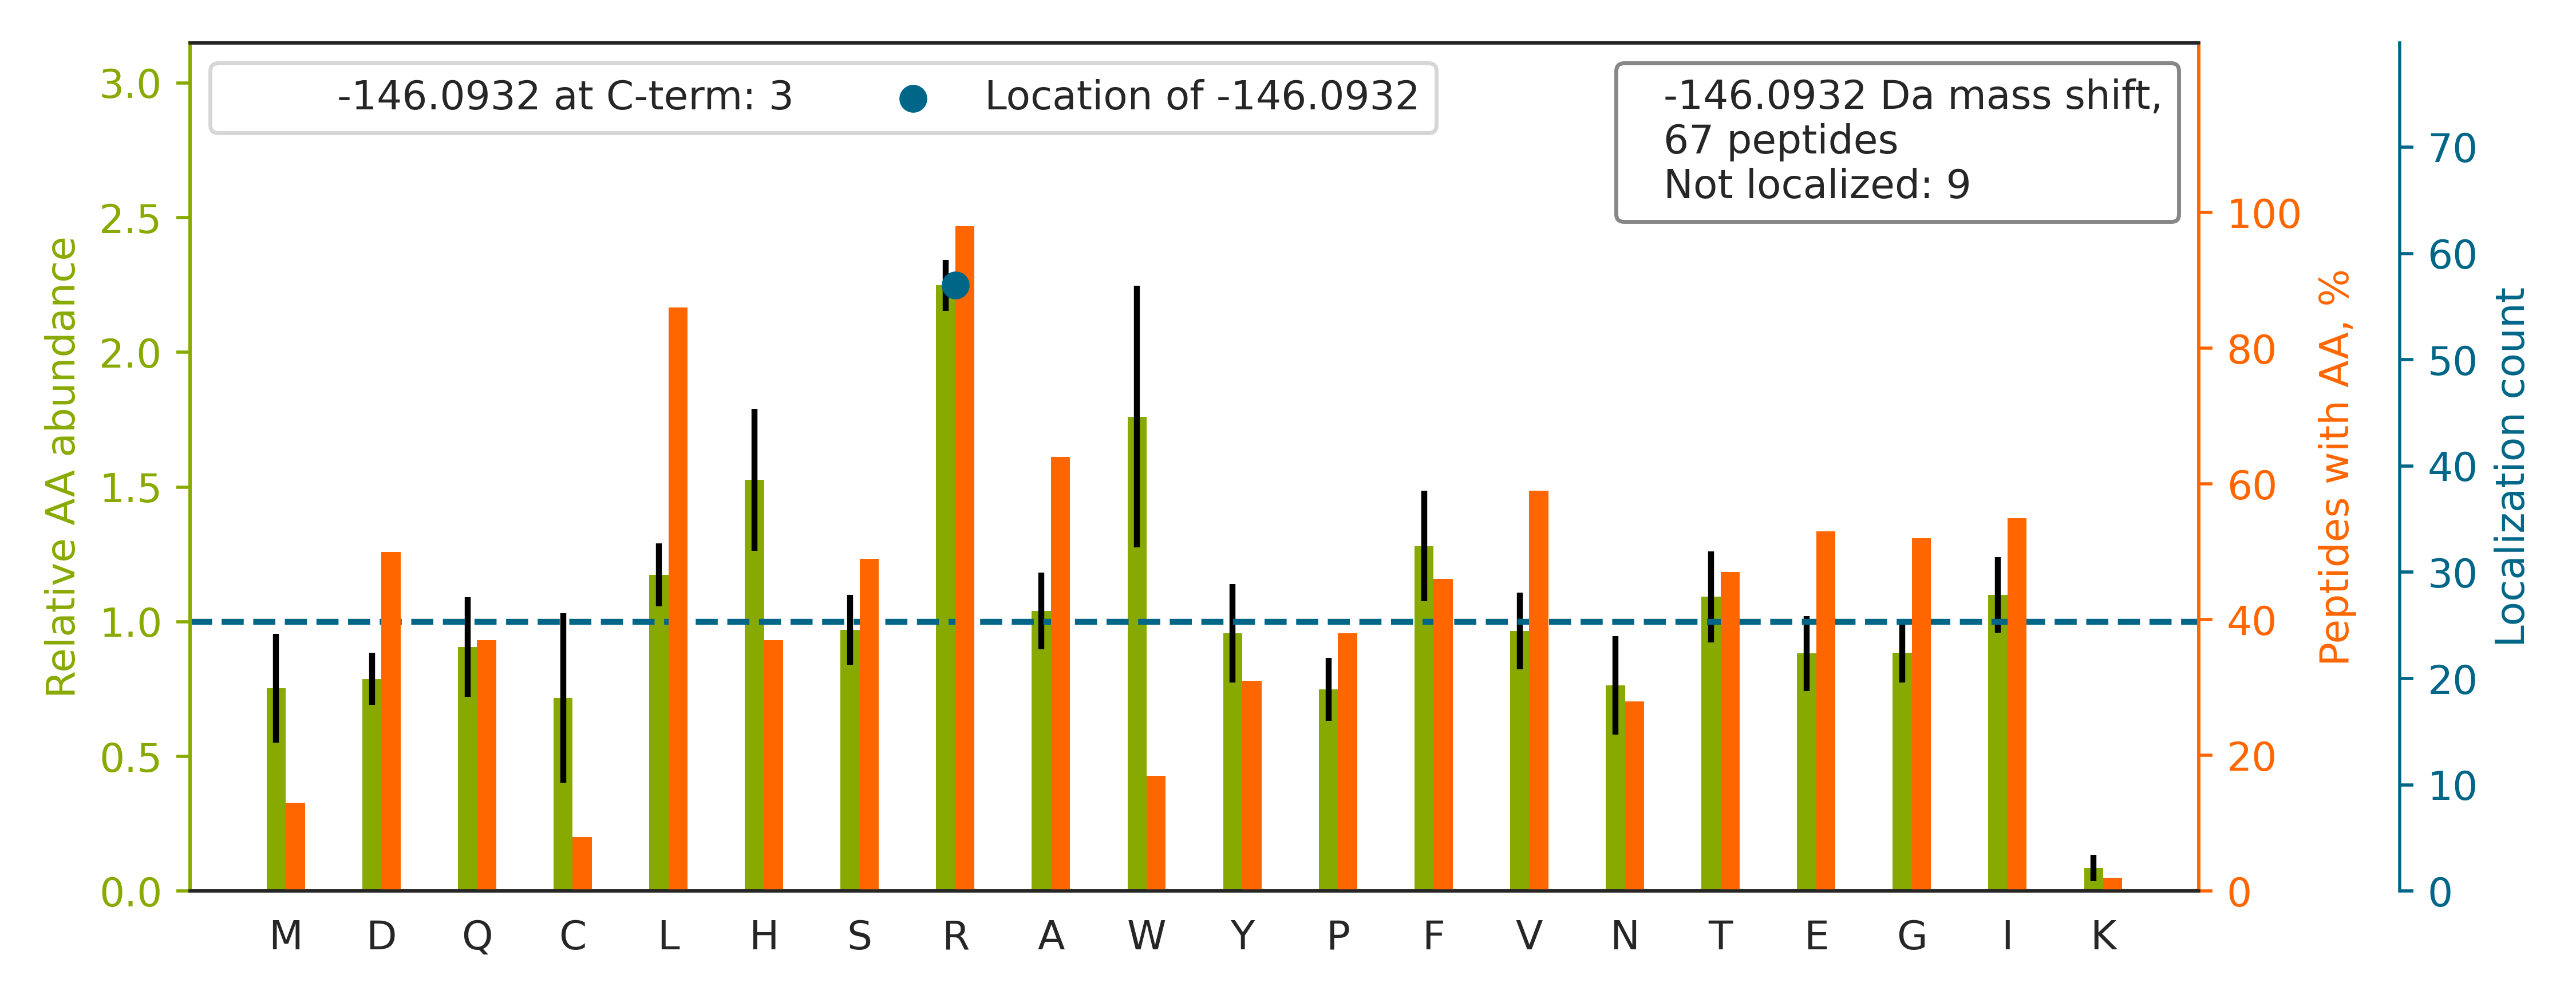 -146.0932 at C-term: 3
Location of -146.0932
-146.0932 Da mass shift,
67 peptides
Not localized: 9
Relative AA abundance
3.0
2.5
2.0
1.5
1.0
0.5
0.0
M D Q C L H S R A W Y P F V N T E G I K
100
80
60
40
20
0
Peptides with AA, %
70
60
50
40
30
20
10
0
Localization count